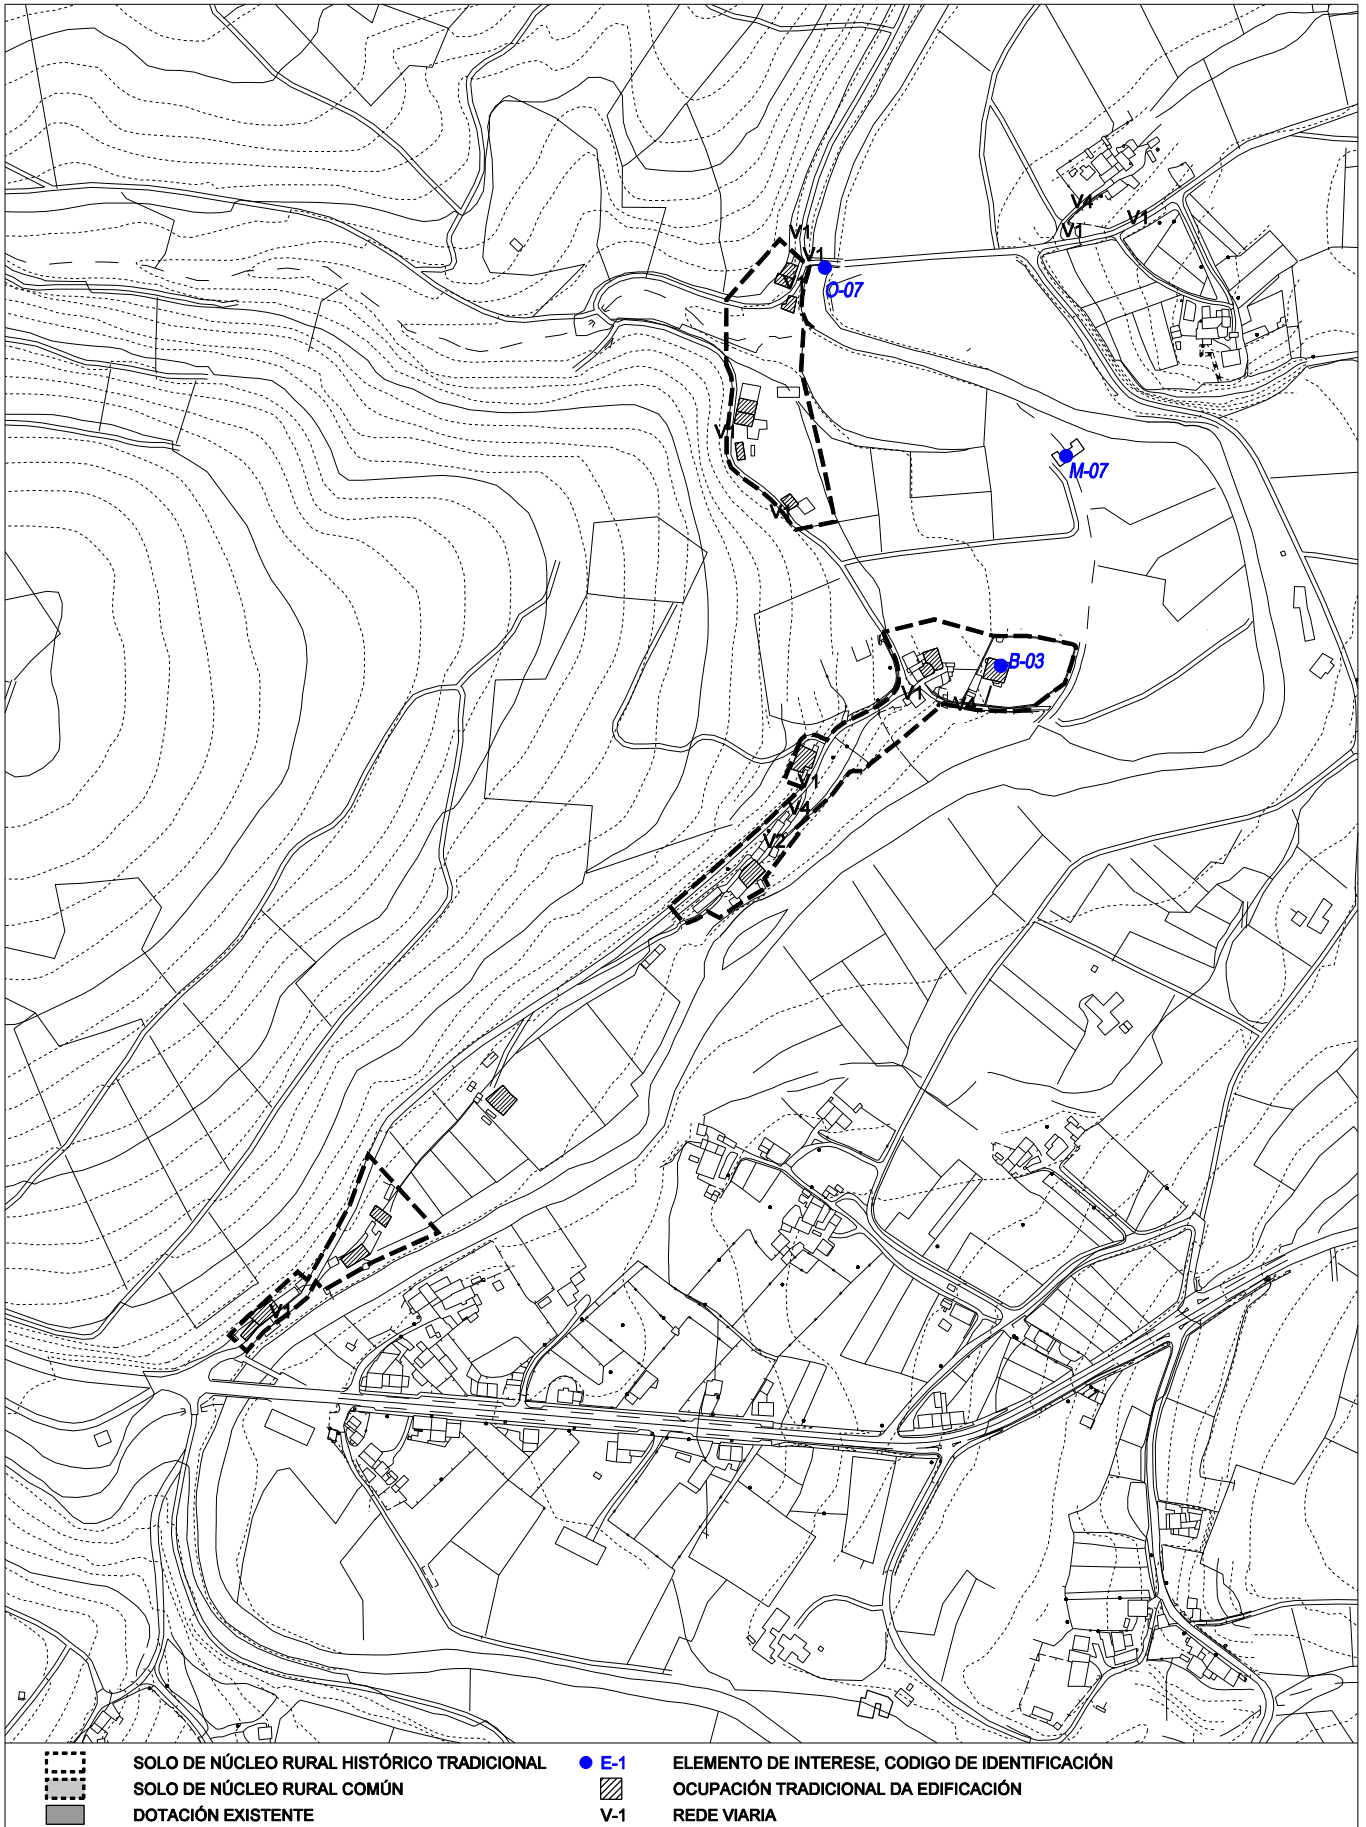 V1
V4
V1
V1
V1
V1
O-07
V1
M-07
V1
B-03
V1
V4
V1
V4
V2
V1
SOLO DE NÚCLEO RURAL HISTÓRICO TRADICIONAL
E-1
ELEMENTO DE INTERESE, CODIGO DE IDENTIFICACIÓN
SOLO DE NÚCLEO RURAL COMÚN
OCUPACIÓN TRADICIONAL DA EDIFICACIÓN
DOTACIÓN EXISTENTE
V-1
REDE VIARIA